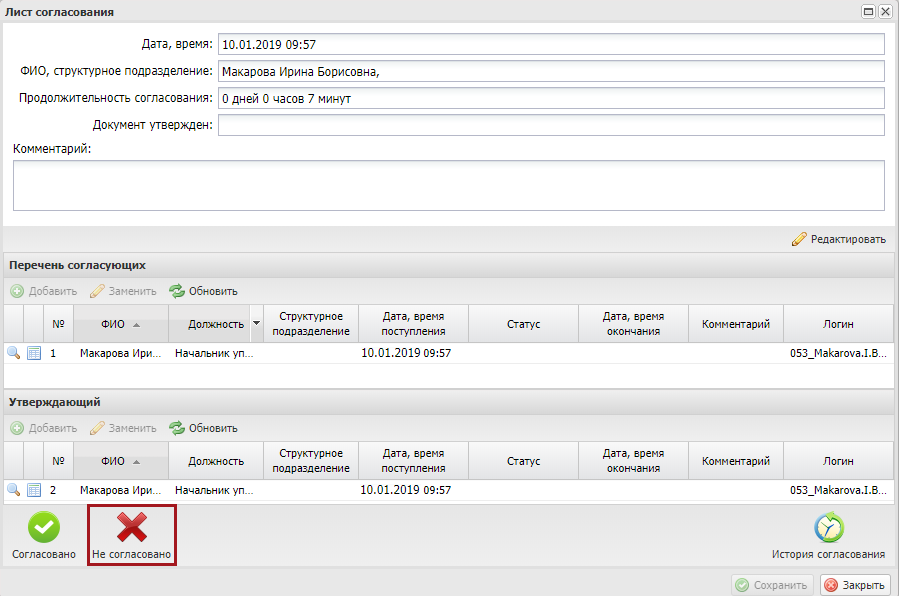 Лист согласования
Дата, время: 10.01.2019 09:57
ФИО, структурное подразделение: Макарова Ирина Борисовна,
Продолжительность согласования: 0 дней 0 часов 7 минут
Документ утвержден:
Комментарий:
Редактировать
Перечень согласующих
Добавить Заменить Обновить
№ ФИО Должность Структурное подразделение Дата, время поступления Статус Дата, время окончания Комментарий Логин
1 Макарова Ири... Начальник уп... 10.01.2019 09:57 053_Makarova.I.B...
Утверждающий
Добавить Заменить Обновить
№ ФИО Должность Структурное подразделение Дата, время поступления Статус Дата, время окончания Комментарий Логин
2 Макарова Ири... Начальник уп... 10.01.2019 09:57 053_Makarova.I.B...
Согласовано Не согласовано История согласования
Сохранить Закрыть